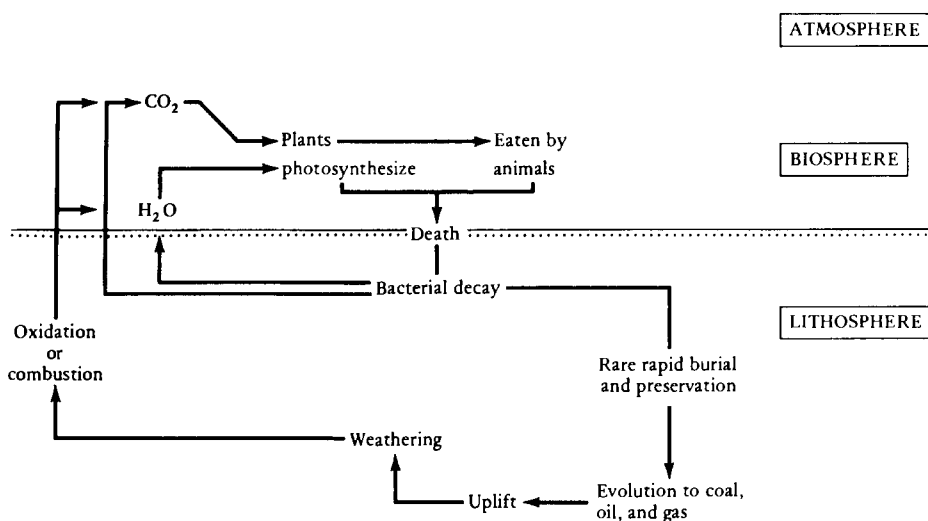 ATMOSPHERE
CO₂
Plants
photosynthesize
Eaten by
animals
BIOSPHERE
H₂O
Death
Bacterial decay
LITHOSPHERE
Oxidation
or
combustion
Rare rapid burial
and preservation
Weathering
Uplift
Evolution to coal,
oil, and gas